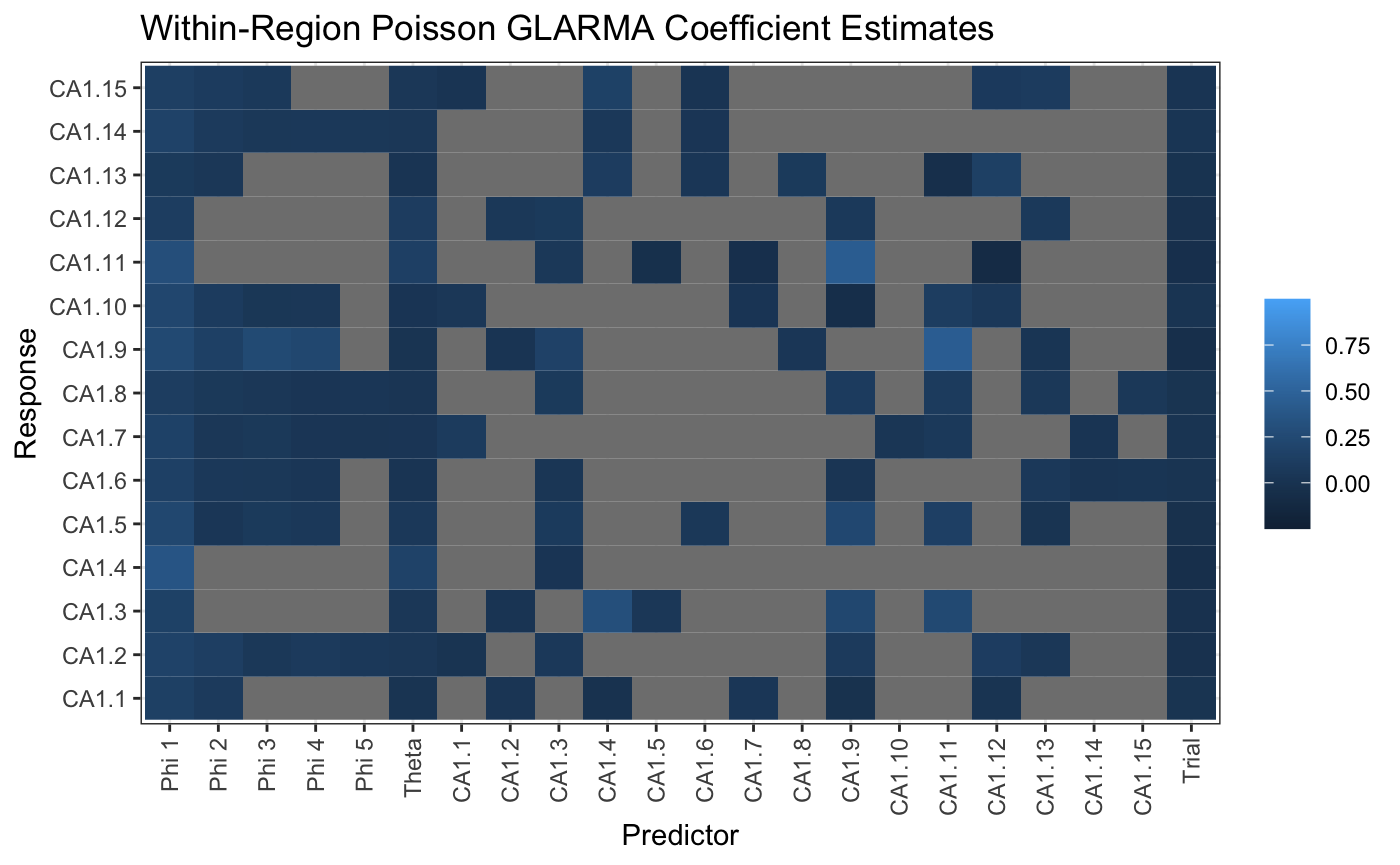 Within-Region Poisson GLARMA Coefficient Estimates
Response
CA1.15
CA1.14
CA1.13
CA1.12
CA1.11
CA1.10
CA1.9
CA1.8
CA1.7
CA1.6
CA1.5
CA1.4
CA1.3
CA1.2
CA1.1
Phi 1
Phi 2
Phi 3
Phi 4
Phi 5
Theta
CA1.1
CA1.2
CA1.3
CA1.4
CA1.5
CA1.6
CA1.7
CA1.8
CA1.9
CA1.10
CA1.11
CA1.12
CA1.13
CA1.14
CA1.15
Trial
Predictor
0.75
0.50
0.25
0.00